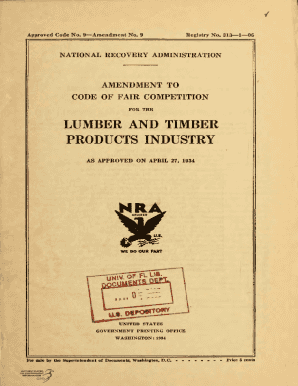 Approved Code No. 9—Amendment No. 9 Registry No. 313—1—06
NATIONAL RECOVERY ADMINISTRATION
AMENDMENT TO
CODE OF FAIR COMPETITION
FOR THE
LUMBER AND TIMBER
PRODUCTS INDUSTRY
AS APPROVED ON APRIL 27, 1934
NRA
MEMBER
U.S.
WE DO OUR PART
UNIV. OF FL LIB.
DOCUMENTS DEPT.
U.S. DEPOSITORY
UNITED STATES
GOVERNMENT PRINTING OFFICE
WASHINGTON: 1934
For sale by the Superintendent of Documents, Washington, D.C. - - - - - - - - Price 5 cents